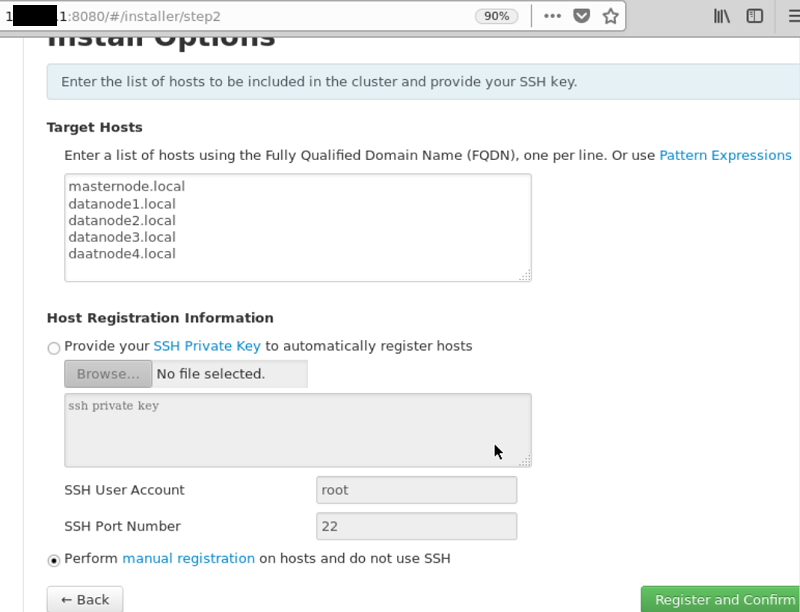 1 .1:8080/#/installer/step2
90%
Install Options
Enter the list of hosts to be included in the cluster and provide your SSH key.
Target Hosts
Enter a list of hosts using the Fully Qualified Domain Name (FQDN), one per line. Or use Pattern Expressions
masternode.local
datanode1.local
datanode2.local
datanode3.local
daatnode4.local
Host Registration Information
Provide your SSH Private Key to automatically register hosts
Browse... No file selected.
ssh private key
SSH User Account root
SSH Port Number 22
Perform manual registration on hosts and do not use SSH
← Back
Register and Confirm